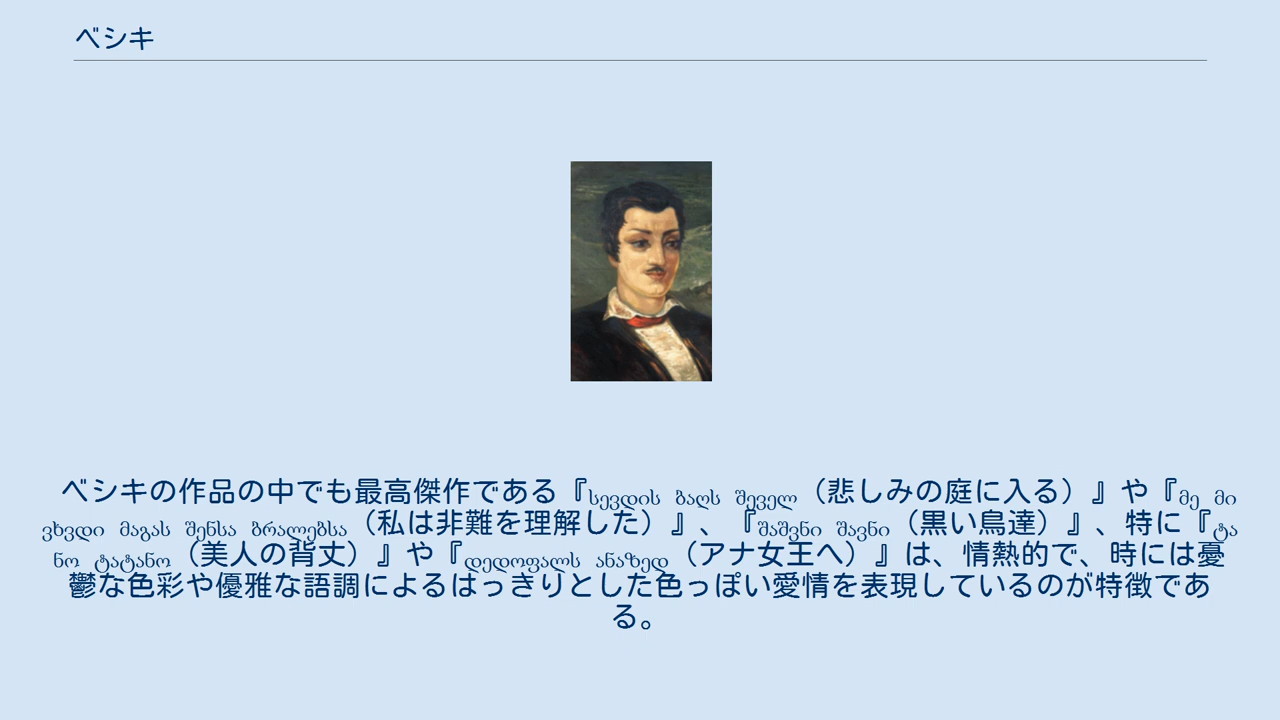 ベシキ
ベシキの作品の中でも最高傑作である『სევდის ბაღს შეველ（悲しみの庭に入る）』や『მე მი
ვხვდი მაგას შენსა ბრალებსა（私は非難を理解した）』、『შაშვნი შავნი（黒い鳥達）』、特に『ტა
ნო ტატანო（美人の背丈）』や『დედოფალს ანაზედ（アナ女王へ）』は、情熱的で、時には憂
鬱な色彩や優雅な語調によるはっきりとした色っぽい愛情を表現しているのが特徴であ
る。